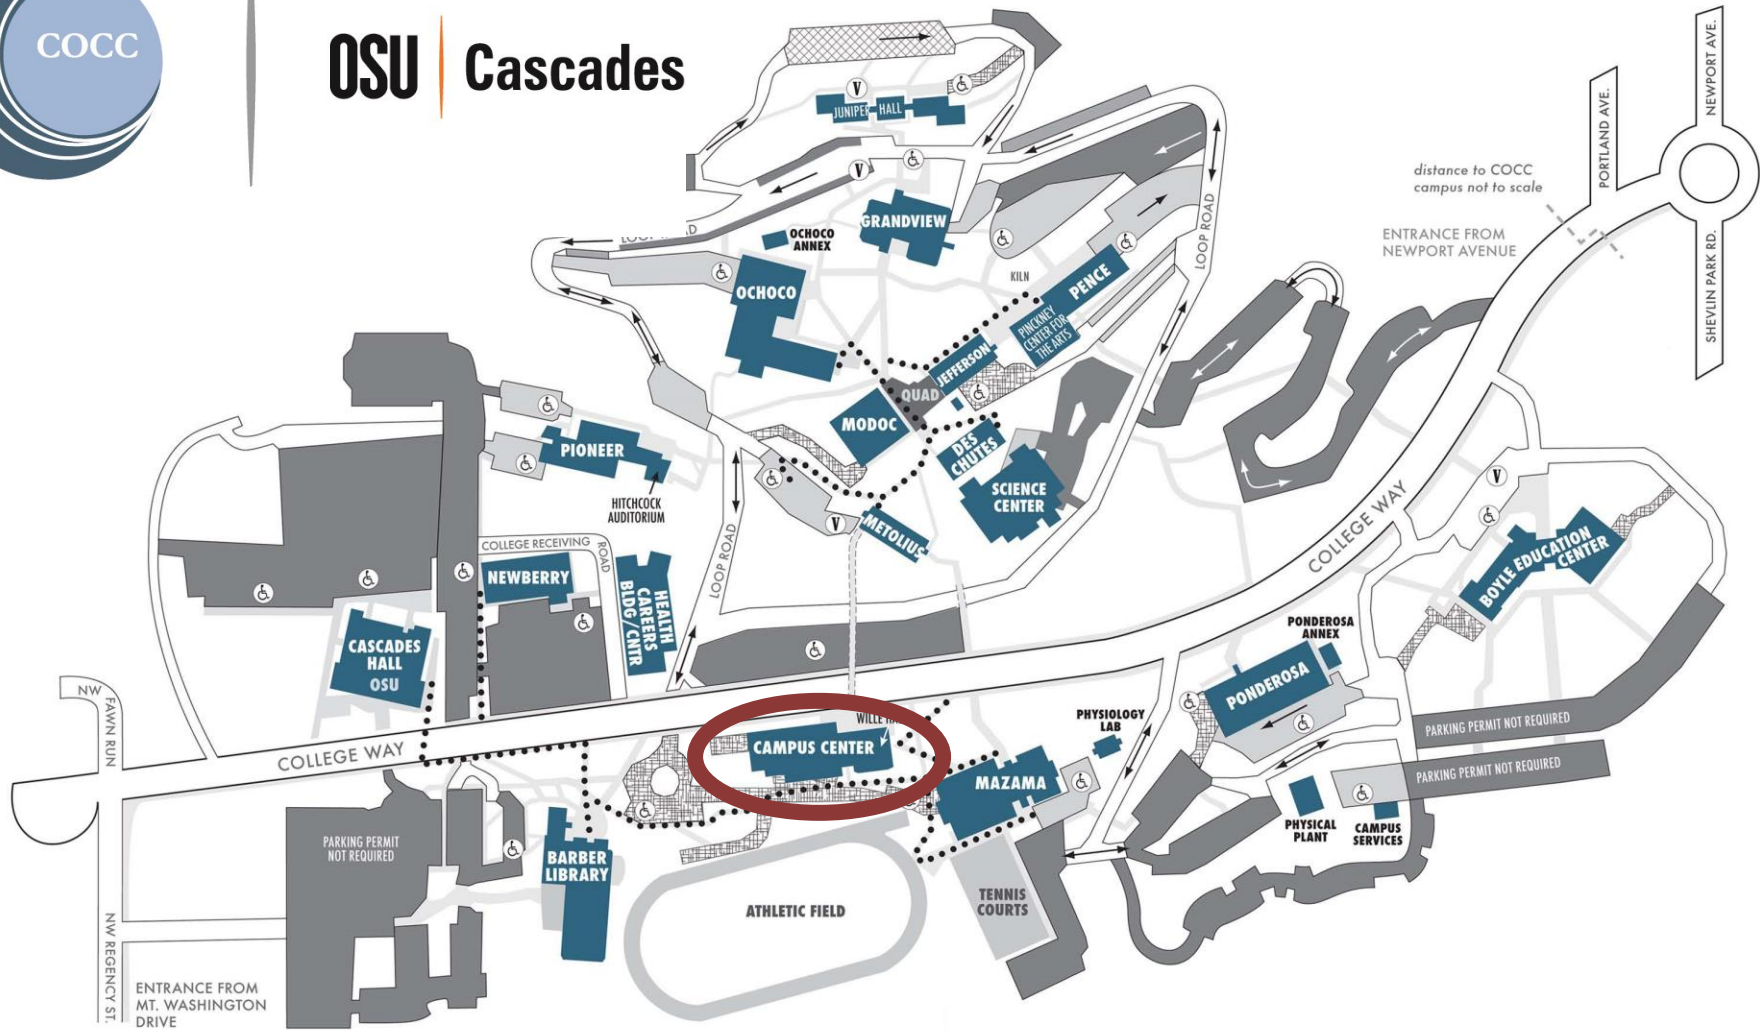 COCC
OSU Cascades
JUNIPER HALL
V
V
GRANDVIEW
OCHOCO
ANNEX
OCHOCO
KILN
PENCE
PINCKNEY
CENTER FOR
THE ARTS
JEFFERSON
QUAD
MODOC
DES
CHUTES
SCIENCE
CENTER
METOLIUS
V
LOOP ROAD
LOOP ROAD
distance to COCC
campus not to scale
ENTRANCE FROM
NEWPORT AVENUE
PORTLAND AVE.
NEWPORT AVE.
SHEVLIN PARK RD.
PIONEER
HITCHCOCK
AUDITORIUM
COLLEGE RECEIVING
ROAD
NEWBERRY
HEALTH
CAREERS
BLDG/CNTR
CASCADES
HALL
OSU
COLLEGE WAY
V
BOYLE EDUCATION
CENTER
PONDEROSA
ANNEX
PONDEROSA
PHYSIOLOGY
LAB
PARKING PERMIT NOT REQUIRED
PARKING PERMIT NOT REQUIRED
PHYSICAL
PLANT
CAMPUS
SERVICES
NW
FAWN RUN
COLLEGE WAY
WILLE
CAMPUS CENTER
MAZAMA
PARKING PERMIT
NOT REQUIRED
BARBER
LIBRARY
ATHLETIC FIELD
TENNIS
COURTS
NW REGENCY ST.
ENTRANCE FROM
MT. WASHINGTON
DRIVE